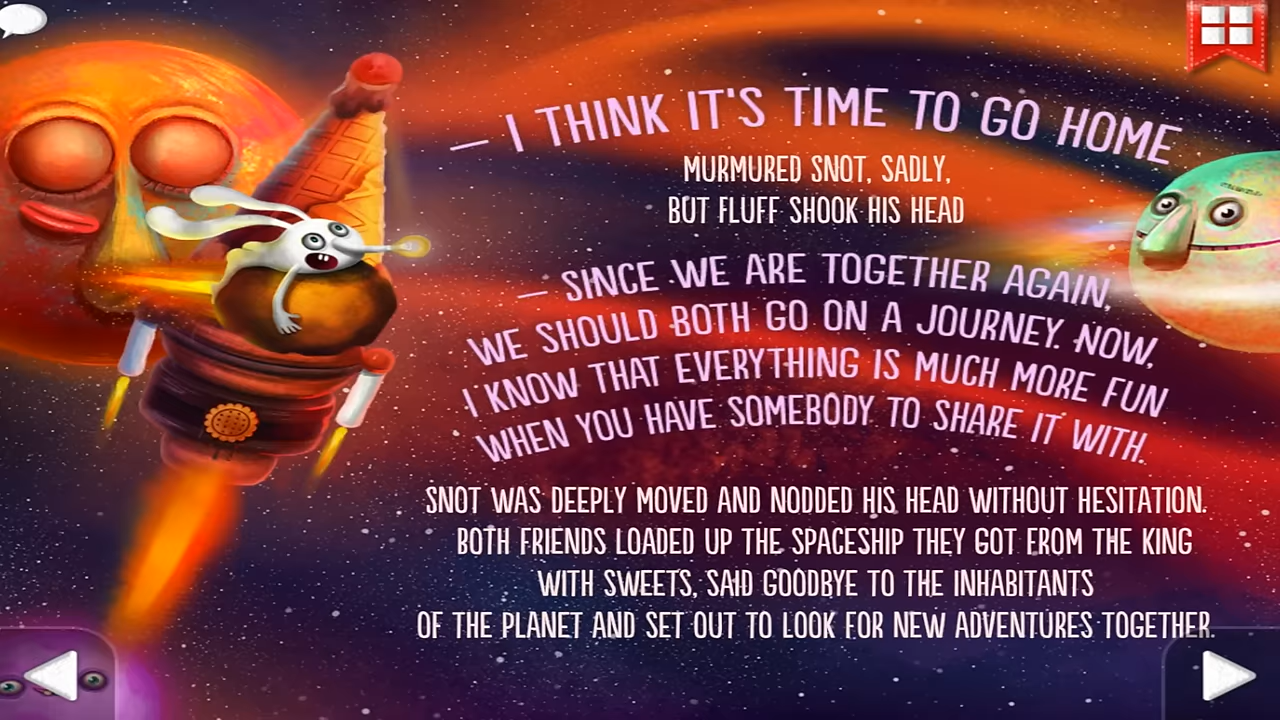 — I THINK IT'S TIME TO GO HOME
MURMURED SNOT, SADLY,
BUT FLUFF SHOOK HIS HEAD
— SINCE WE ARE TOGETHER AGAIN,
WE SHOULD BOTH GO ON A JOURNEY. NOW,
I KNOW THAT EVERYTHING IS MUCH MORE FUN
WHEN YOU HAVE SOMEBODY TO SHARE IT WITH.
SNOT WAS DEEPLY MOVED AND NODDED HIS HEAD WITHOUT HESITATION.
BOTH FRIENDS LOADED UP THE SPACESHIP THEY GOT FROM THE KING
WITH SWEETS, SAID GOODBYE TO THE INHABITANTS
OF THE PLANET AND SET OUT TO LOOK FOR NEW ADVENTURES TOGETHER.